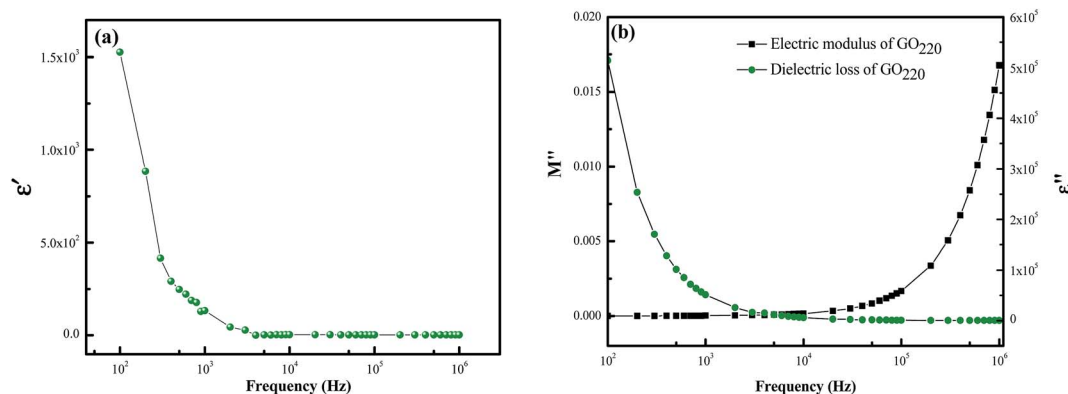 (a)
1.5x10³
1.0x10³
5.0x10²
0.0
ε′
10² 10³ 10⁴ 10⁵ 10⁶
Frequency (Hz)
(b)
Electric modulus of GO₂₂₀
Dielectric loss of GO₂₂₀
0.020
0.015
0.010
0.005
0.000
M''
6x10⁵
5x10⁵
4x10⁵
3x10⁵
2x10⁵
1x10⁵
0
ε''
10² 10³ 10⁴ 10⁵ 10⁶
Frequency (Hz)